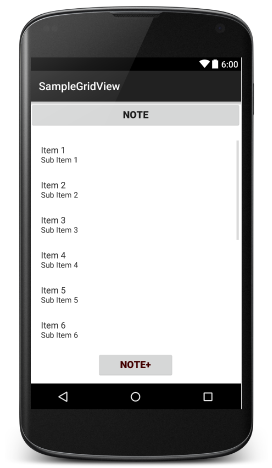 6:00
SampleGridView
NOTE
Item 1
Sub Item 1
Item 2
Sub Item 2
Item 3
Sub Item 3
Item 4
Sub Item 4
Item 5
Sub Item 5
Item 6
Sub Item 6
NOTE+